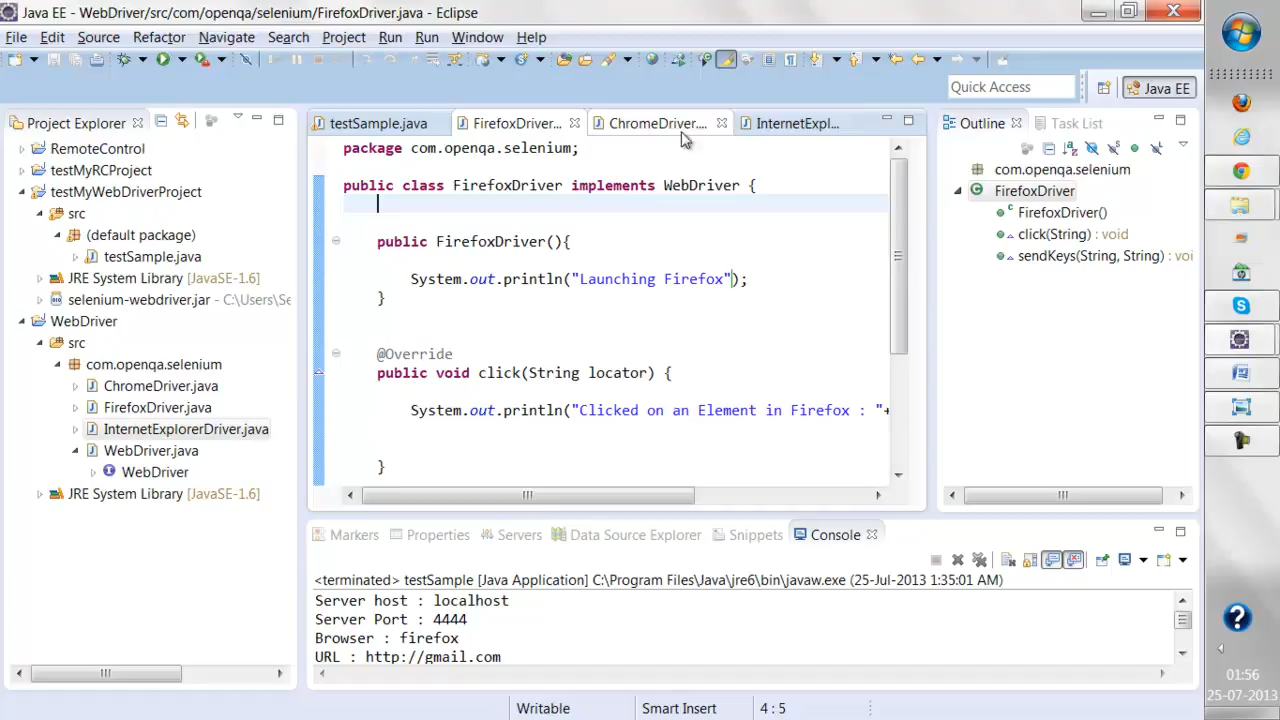 Java EE - WebDriver/src/com/openqa/selenium/FirefoxDriver.java - Eclipse
File Edit Source Refactor Navigate Search Project Run Run Window Help
Quick Access
Java EE
Project Explorer
RemoteControl
testMyRCProject
testMyWebDriverProject
src
(default package)
testSample.java
JRE System Library [JavaSE-1.6]
selenium-webdriver.jar - C:\Users\Se
WebDriver
src
com.openqa.selenium
ChromeDriver.java
FirefoxDriver.java
InternetExplorerDriver.java
WebDriver.java
WebDriver
JRE System Library [JavaSE-1.6]
testSample.java FirefoxDriver... ChromeDriver.... InternetExpl...
package com.openqa.selenium;
public class FirefoxDriver implements WebDriver {
public FirefoxDriver(){
System.out.println("Launching Firefox");
}
@Override
public void click(String locator) {
System.out.println("Clicked on an Element in Firefox : "+
}
Outline Task List
com.openqa.selenium
FirefoxDriver
FirefoxDriver()
click(String) : void
sendKeys(String, String) : voi
Markers Properties Servers Data Source Explorer Snippets Console
<terminated> testSample [Java Application] C:\Program Files\Java\jre6\bin\javaw.exe (25-Jul-2013 1:35:01 AM)
Server host : localhost
Server Port : 4444
Browser : firefox
URL : http://gmail.com
Writable Smart Insert 4 : 5
01:56
25-07-2013